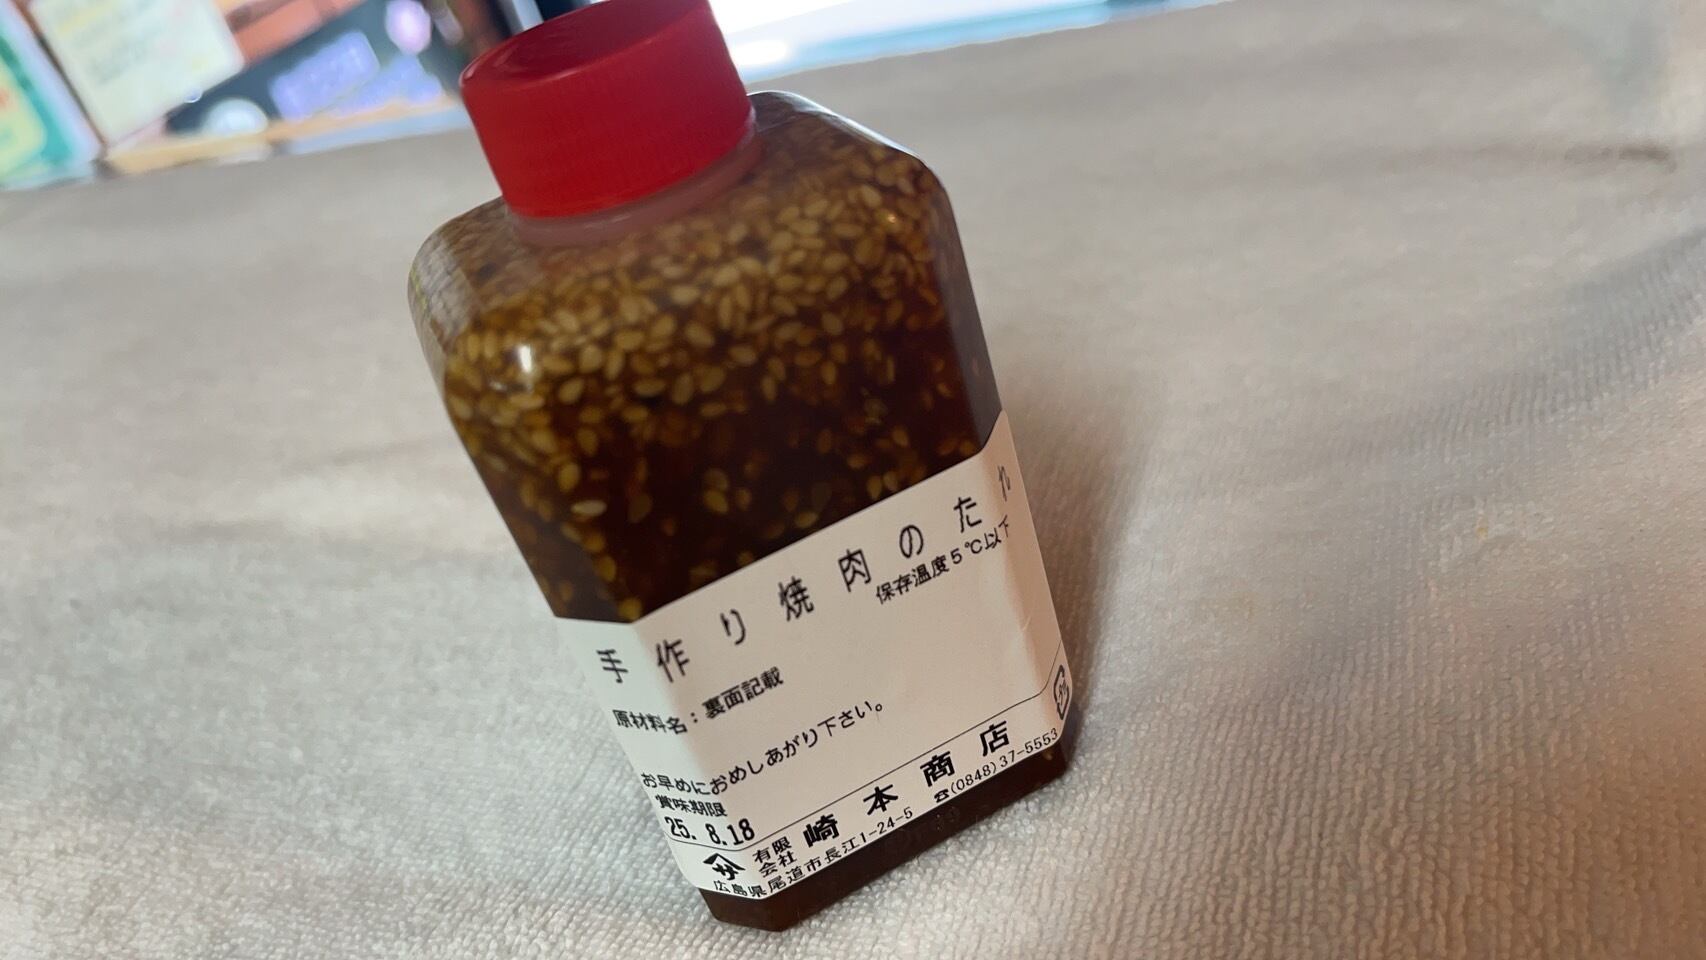 手作り焼肉のたれ
保存温度5℃以下
原材料名：裏面記載
お早めにおめしあがり下さい。
賞味期限
25. 8.18
有限会社 崎本商店
広島県尾道市長江1-24-5 ☎(0848)37-5553